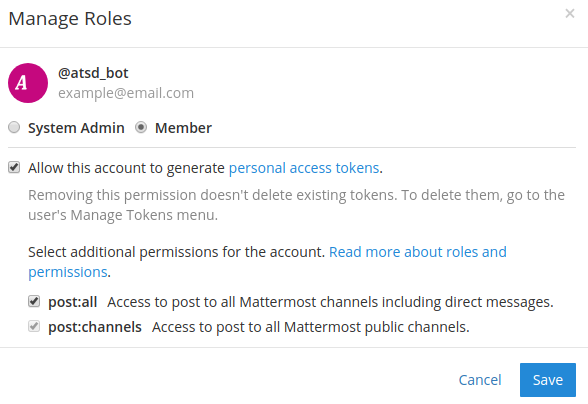 Manage Roles
×
A
@atsd_bot
example@email.com
System Admin Member
Allow this account to generate personal access tokens.
Removing this permission doesn't delete existing tokens. To delete them, go to the
user's Manage Tokens menu.
Select additional permissions for the account. Read more about roles and
permissions.
post:all Access to post to all Mattermost channels including direct messages.
post:channels Access to post to all Mattermost public channels.
Cancel Save